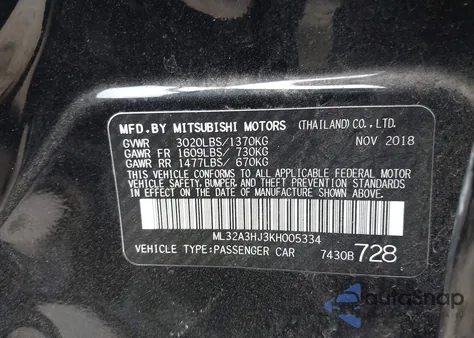 MFD.BY MITSUBISHI MOTORS (THAILAND)CO.,LTD.
GVWR 3020LBS/1370KG NOV 2018
GAWR FR 1609LBS/ 730KG
GAWR RR 1477LBS/ 670KG
THIS VEHICLE CONFORMS TO ALL APPLICABLE FEDERAL MOTOR
VEHICLE SAFETY, BUMPER, AND THEFT PREVENTION STANDARDS
IN EFFECT ON THE DATE OF MANUFACTURE SHOWN ABOVE.
ML32A3HJ3KH005334
VEHICLE TYPE:PASSENGER CAR 7430B 728
autosnap